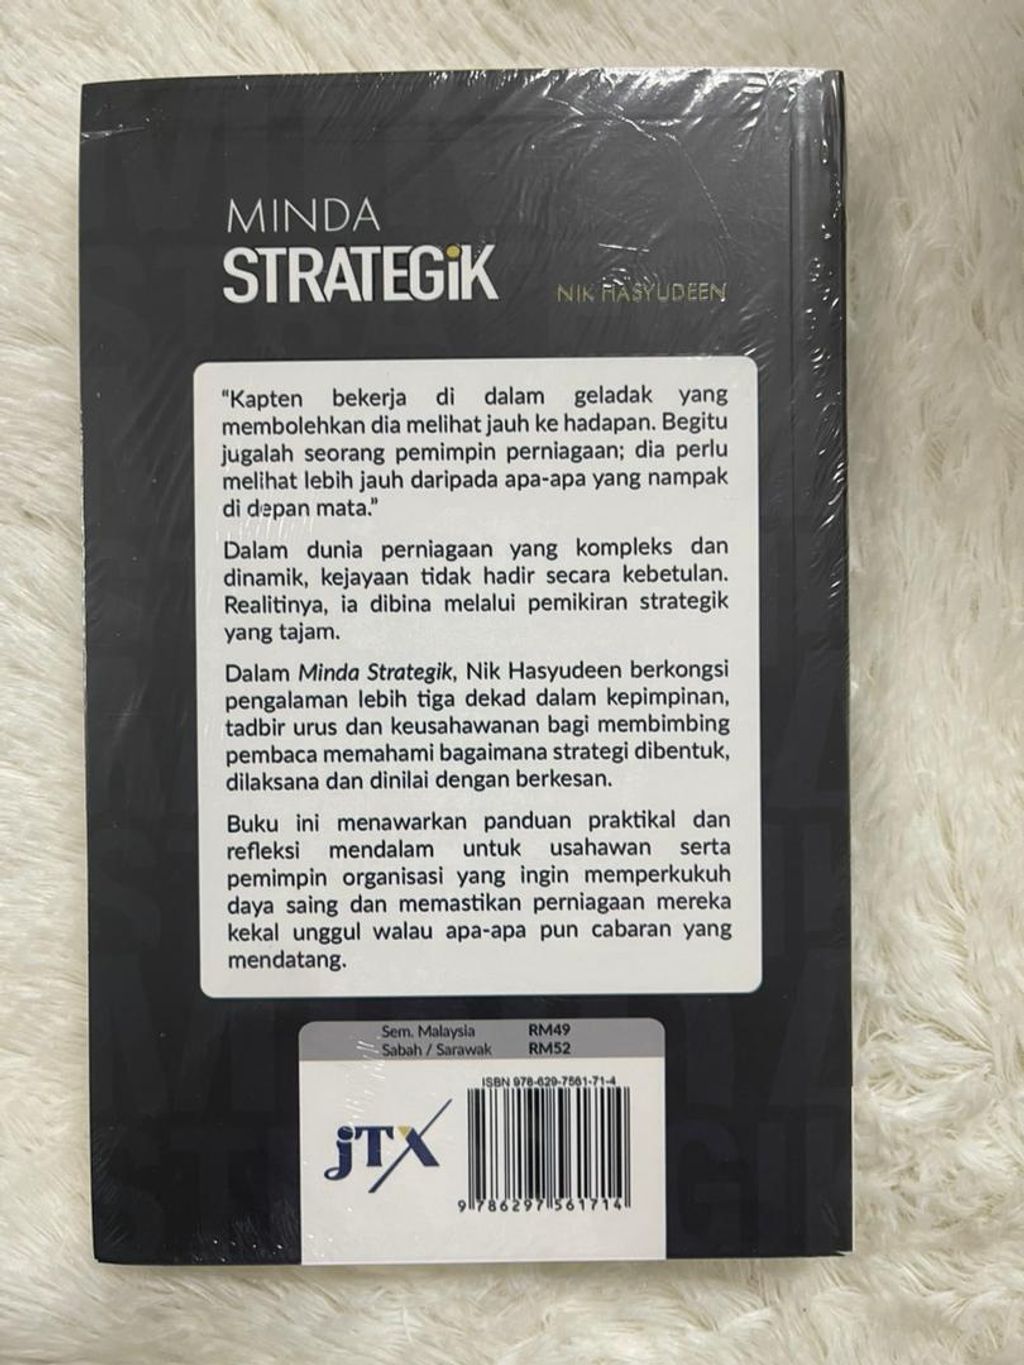 MINDA
STRATEGiK
NIK HASYUDEEN
“Kapten bekerja di dalam geladak yang
membolehkan dia melihat jauh ke hadapan. Begitu
jugalah seorang pemimpin perniagaan; dia perlu
melihat lebih jauh daripada apa-apa yang nampak
di depan mata.”
Dalam dunia perniagaan yang kompleks dan
dinamik, kejayaan tidak hadir secara kebetulan.
Realitinya, ia dibina melalui pemikiran strategik
yang tajam.
Dalam Minda Strategik, Nik Hasyudeen berkongsi
pengalaman lebih tiga dekad dalam kepimpinan,
tadbir urus dan keusahawanan bagi membimbing
pembaca memahami bagaimana strategi dibentuk,
dilaksana dan dinilai dengan berkesan.
Buku ini menawarkan panduan praktikal dan
refleksi mendalam untuk usahawan serta
pemimpin organisasi yang ingin memperkukuh
daya saing dan memastikan perniagaan mereka
kekal unggul walau apa-apa pun cabaran yang
mendatang.
Sem. Malaysia RM49
Sabah / Sarawak RM52
ISBN 978-629-7561-71-4
jTX
9 786297 561714